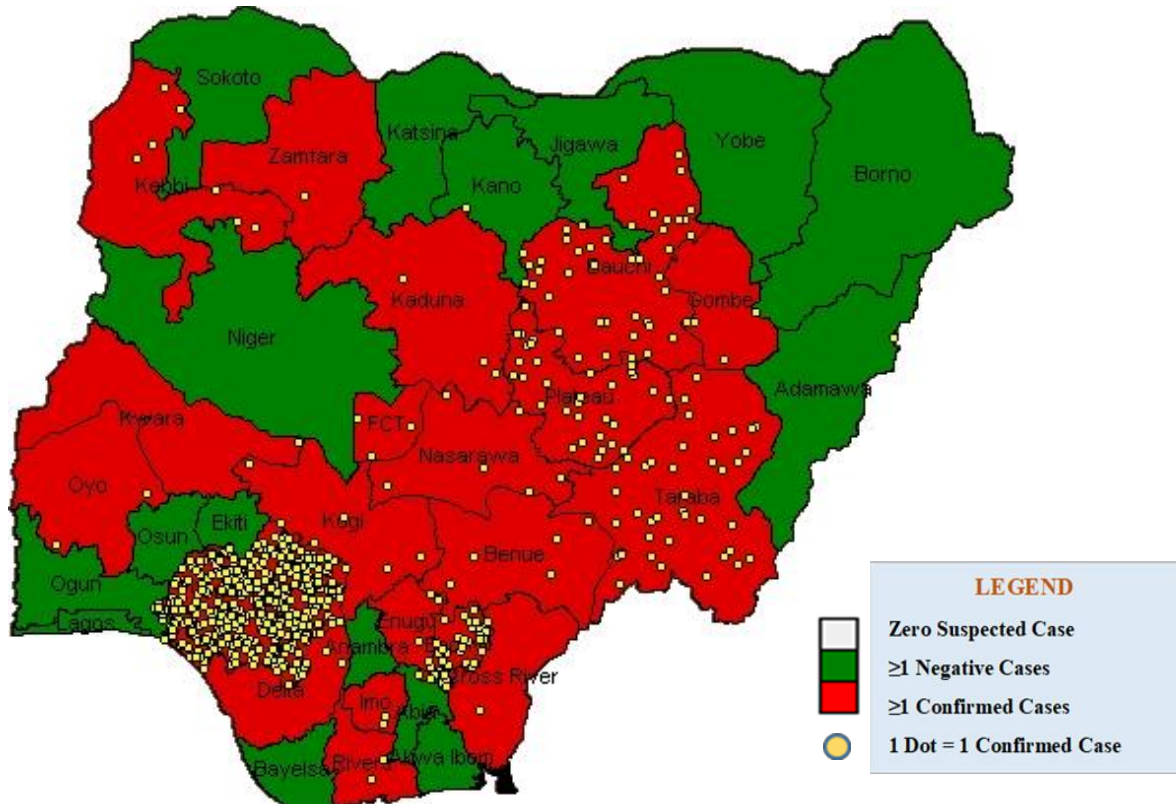 Sokoto
Katsina
Zamfara
Jigawa
Yobe
Kano
Borno
Kebbi
Bauchi
Kaduna
Gombe
Niger
Adamawa
Plateau
Kwara
FCT
Nasarawa
Oyo
Taraba
Kogi
Ekiti
Osun
Benue
Ogun
Lagos
Enugu
Anambra
Cross River
Delta
Imo
Abia
Bayelsa
Rivers
Akwa Ibom
LEGEND
Zero Suspected Case
≥1 Negative Cases
≥1 Confirmed Cases
1 Dot = 1 Confirmed Case